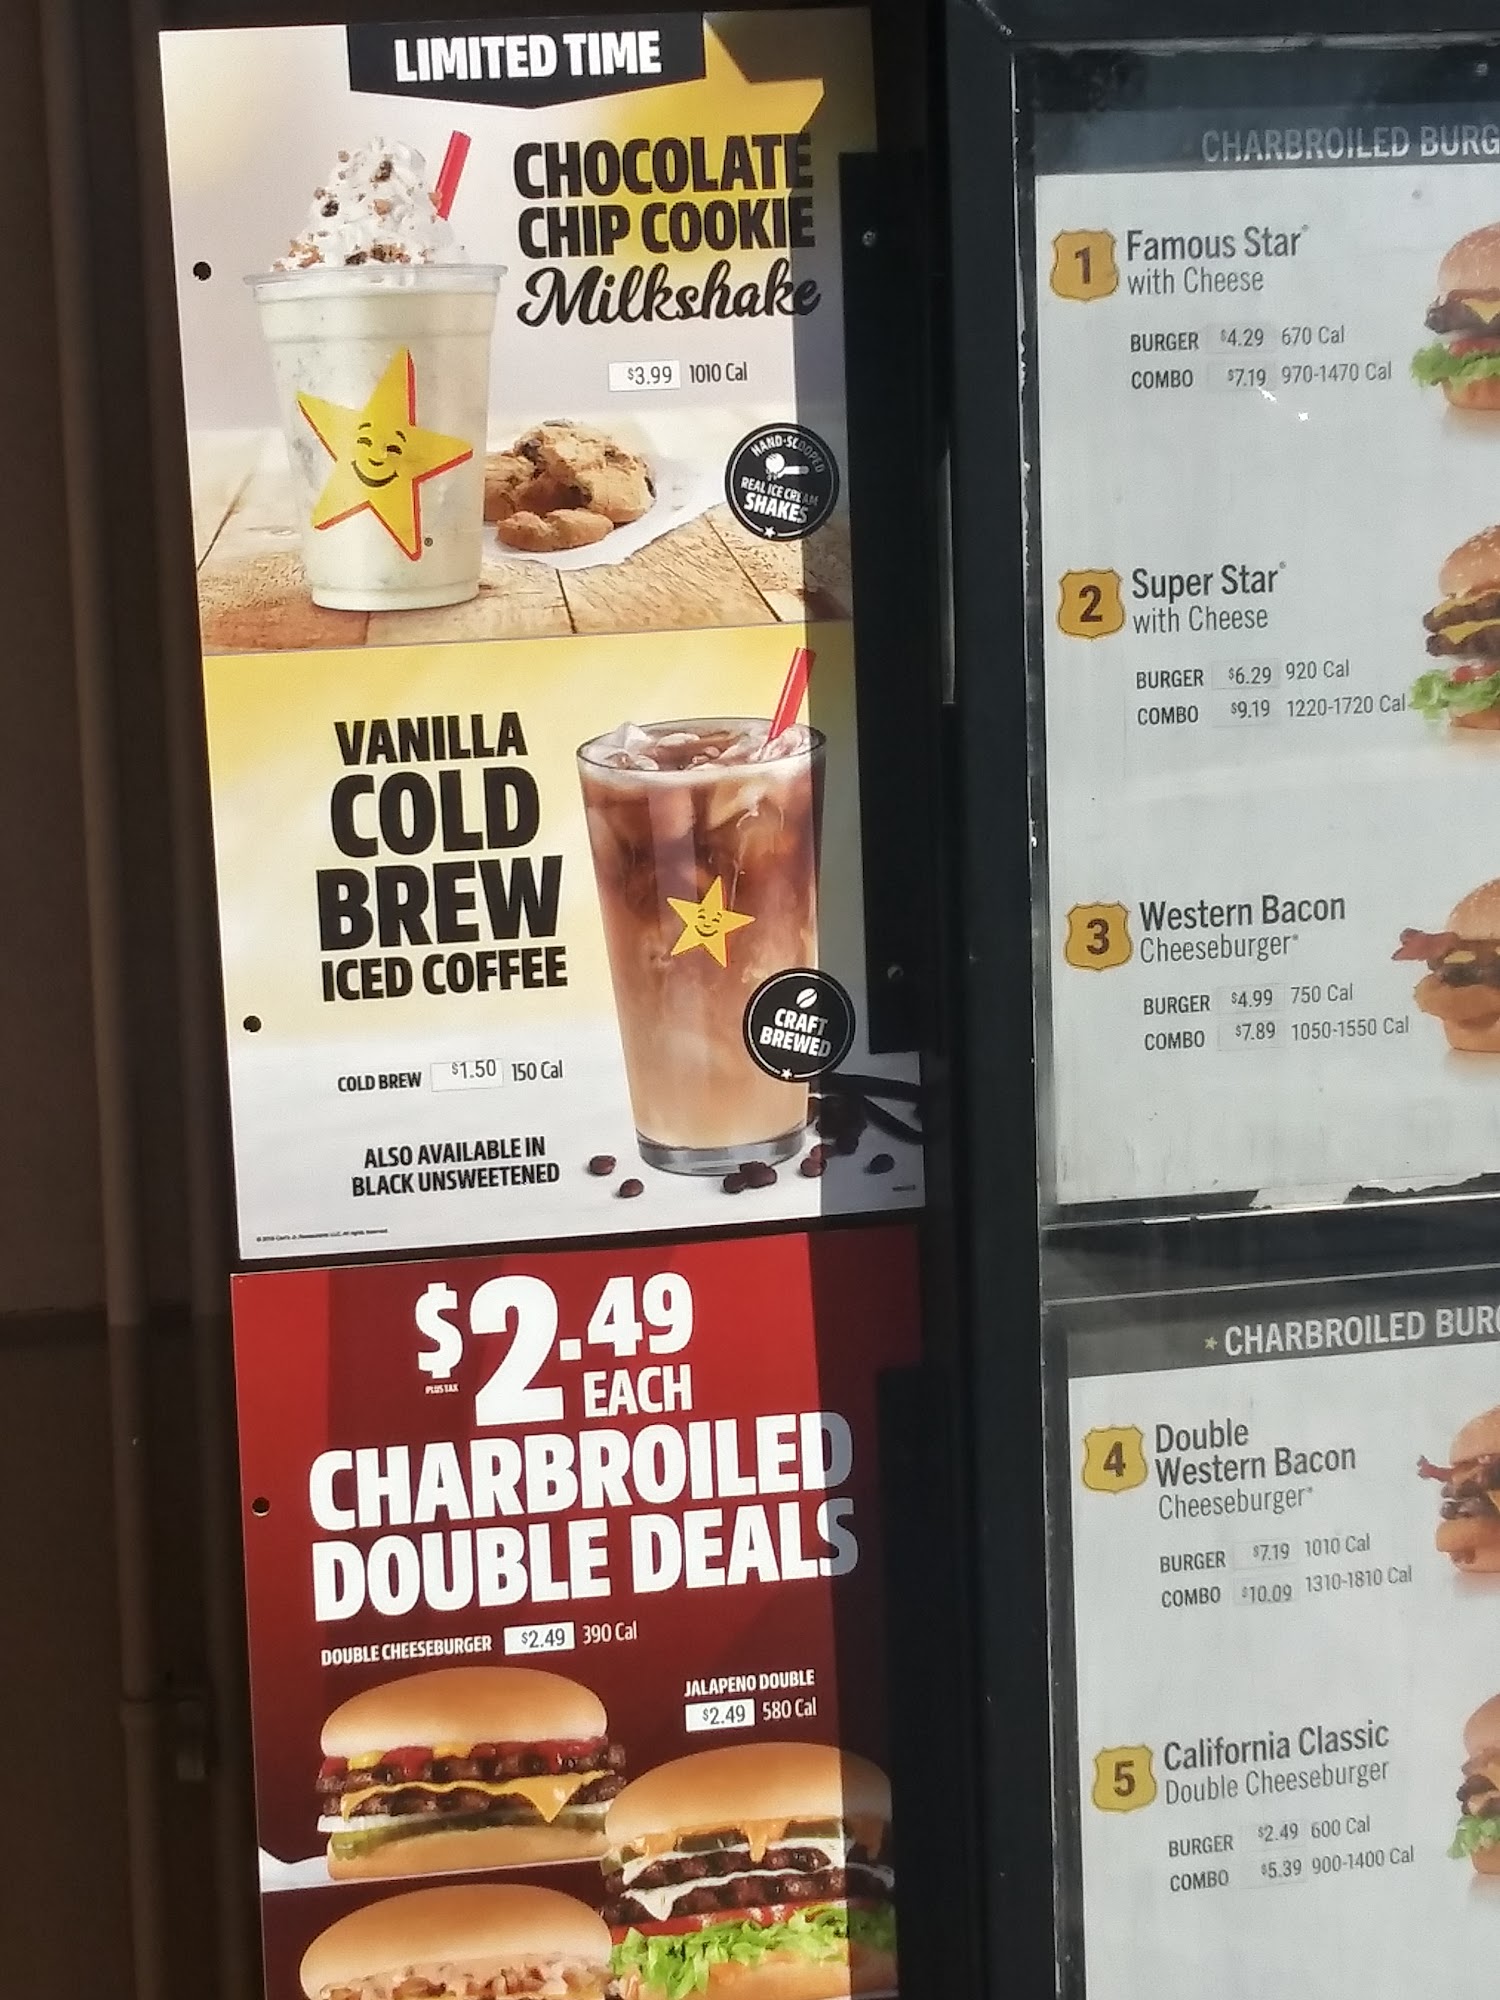 LIMITED TIME
CHOCOLATE
CHIP COOKIE
Milkshake
$3.99 1010 Cal
HAND-SCOOPED
REAL ICE CREAM
SHAKES
VANILLA
COLD
BREW
ICED COFFEE
CRAFT
BREWED
COLD BREW $1.50 150 Cal
ALSO AVAILABLE IN
BLACK UNSWEETENED
$2.49
PLUS TAX
EACH
CHARBROILED
DOUBLE DEALS
DOUBLE CHEESEBURGER $2.49 390 Cal
JALAPENO DOUBLE
$2.49 580 Cal
CHARBROILED BURG
1 Famous Star®
with Cheese
BURGER $4.29 670 Cal
COMBO $7.19 970-1470 Cal
2 Super Star®
with Cheese
BURGER $6.29 920 Cal
COMBO $9.19 1220-1720 Cal
3 Western Bacon
Cheeseburger®
BURGER $4.99 750 Cal
COMBO $7.89 1050-1550 Cal
CHARBROILED BURG
4 Double
Western Bacon
Cheeseburger®
BURGER $7.19 1010 Cal
COMBO $10.09 1310-1810 Cal
5 California Classic
Double Cheeseburger
BURGER $2.49 600 Cal
COMBO $5.39 900-1400 Cal